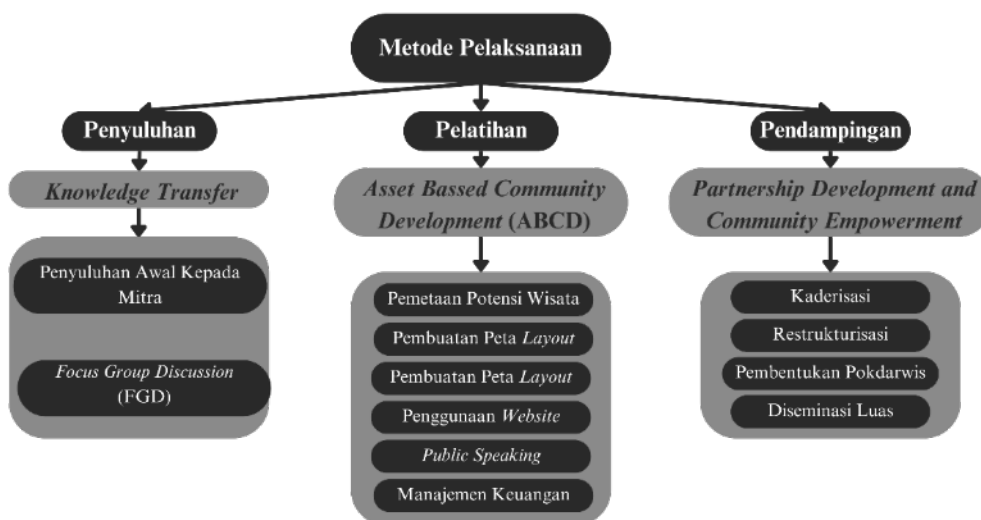 Metode Pelaksanaan
Penyuluhan
Knowledge Transfer
Penyuluhan Awal Kepada
Mitra
Focus Group Discussion
(FGD)
Pelatihan
Asset Bassed Community
Development (ABCD)
Pemetaan Potensi Wisata
Pembuatan Peta Layout
Pembuatan Peta Layout
Penggunaan Website
Public Speaking
Manajemen Keuangan
Pendampingan
Partnership Development and
Community Empowerment
Kaderisasi
Restrukturisasi
Pembentukan Pokdarwis
Diseminasi Luas